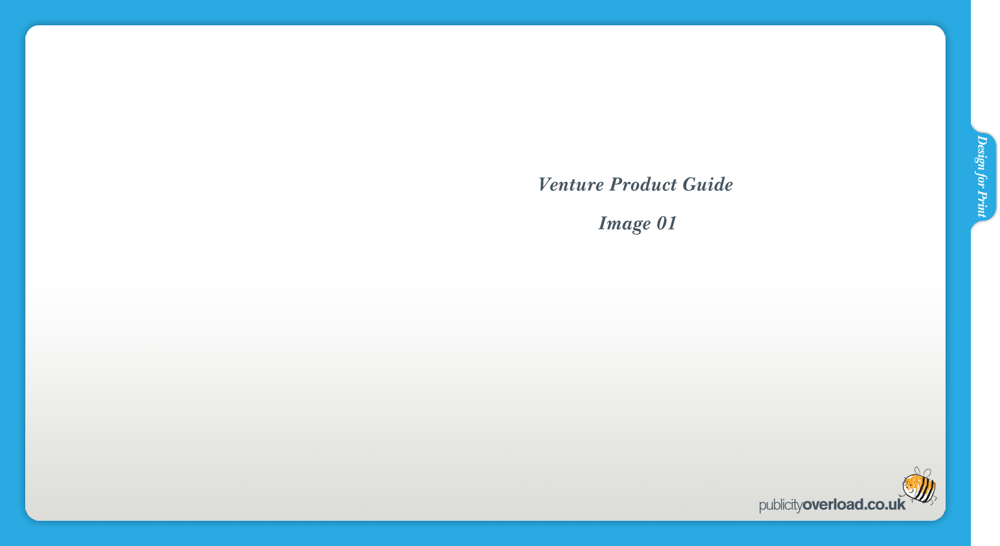 Venture Product Guide
Image 01
Design for Print
publicityoverload.co.uk